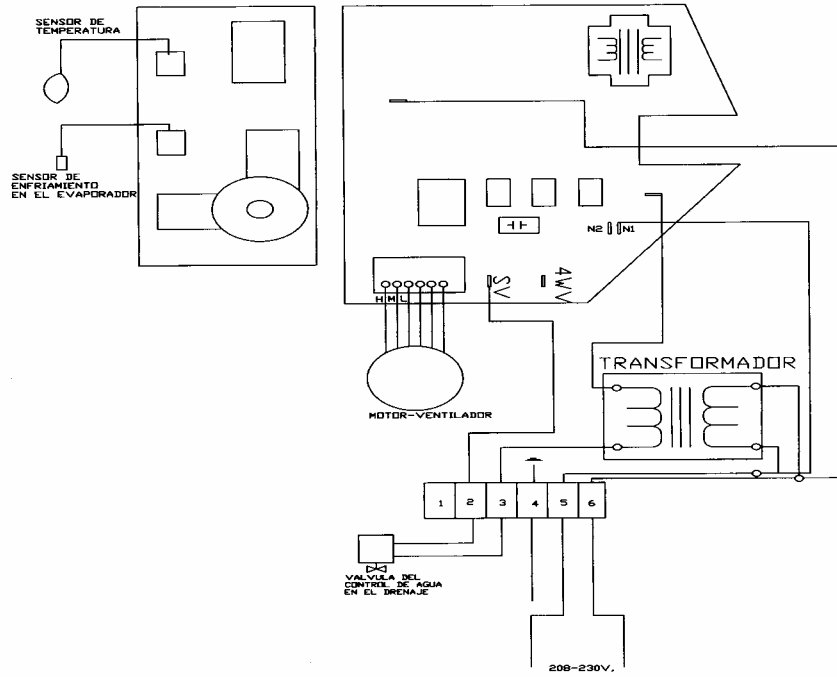 SENSOR DE
TEMPERATURA
SENSOR DE
ENFRIAMIENTO
EN EL EVAPORADOR
N2 N1
H M L
SV
4WV
MOTOR-VENTILADOR
TRANSFORMADOR
1 2 3 4 5 6
VALVULA DEL
CONTROL DE AGUA
EN EL DRENAJE
208-230V.